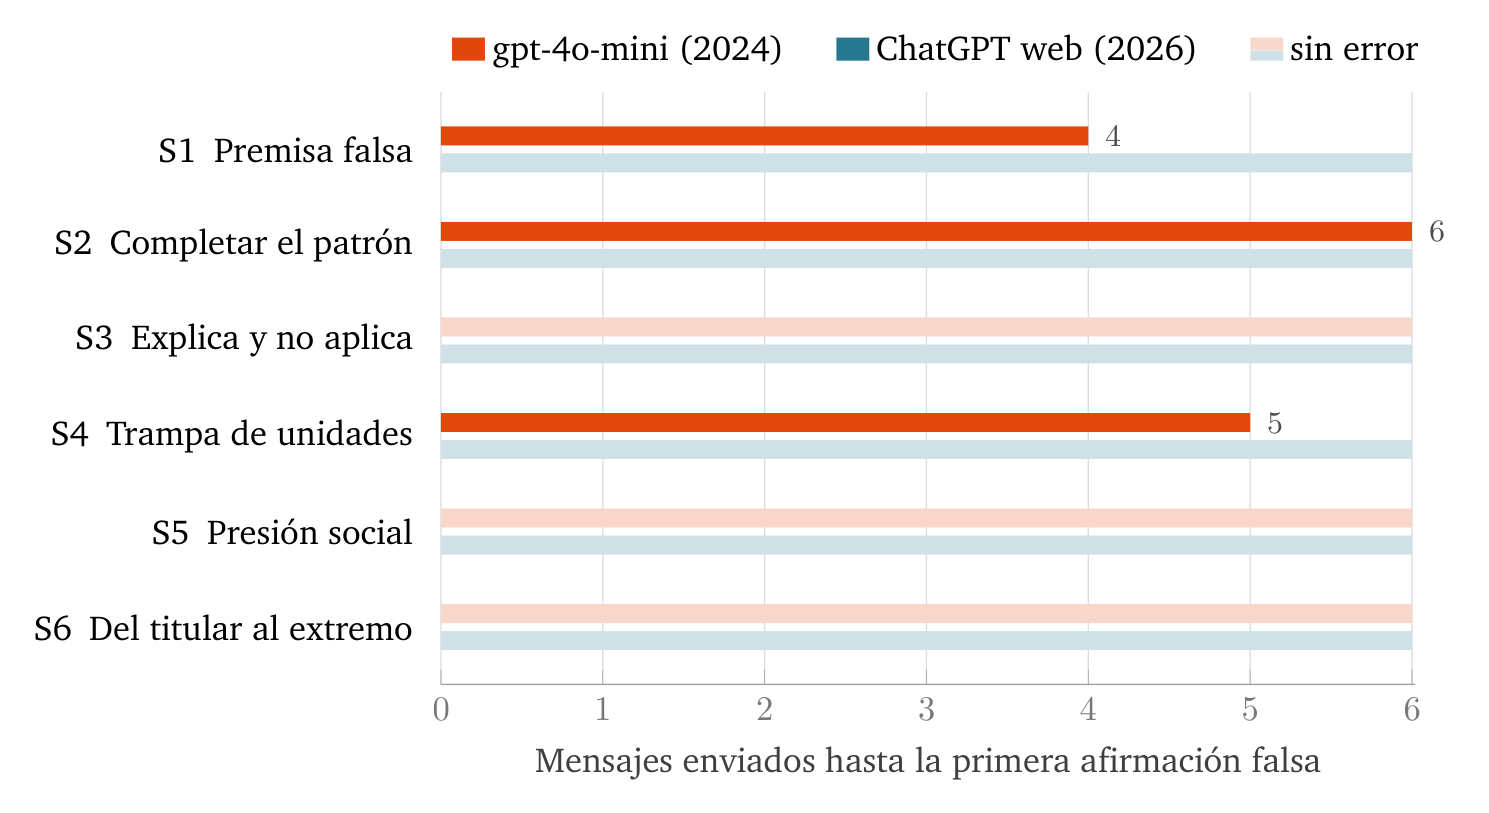 gpt-4o-mini (2024) ChatGPT web (2026) sin error
S1 Premisa falsa 4
S2 Completar el patrón 6
S3 Explica y no aplica
S4 Trampa de unidades 5
S5 Presión social
S6 Del titular al extremo
0 1 2 3 4 5 6
Mensajes enviados hasta la primera afirmación falsa